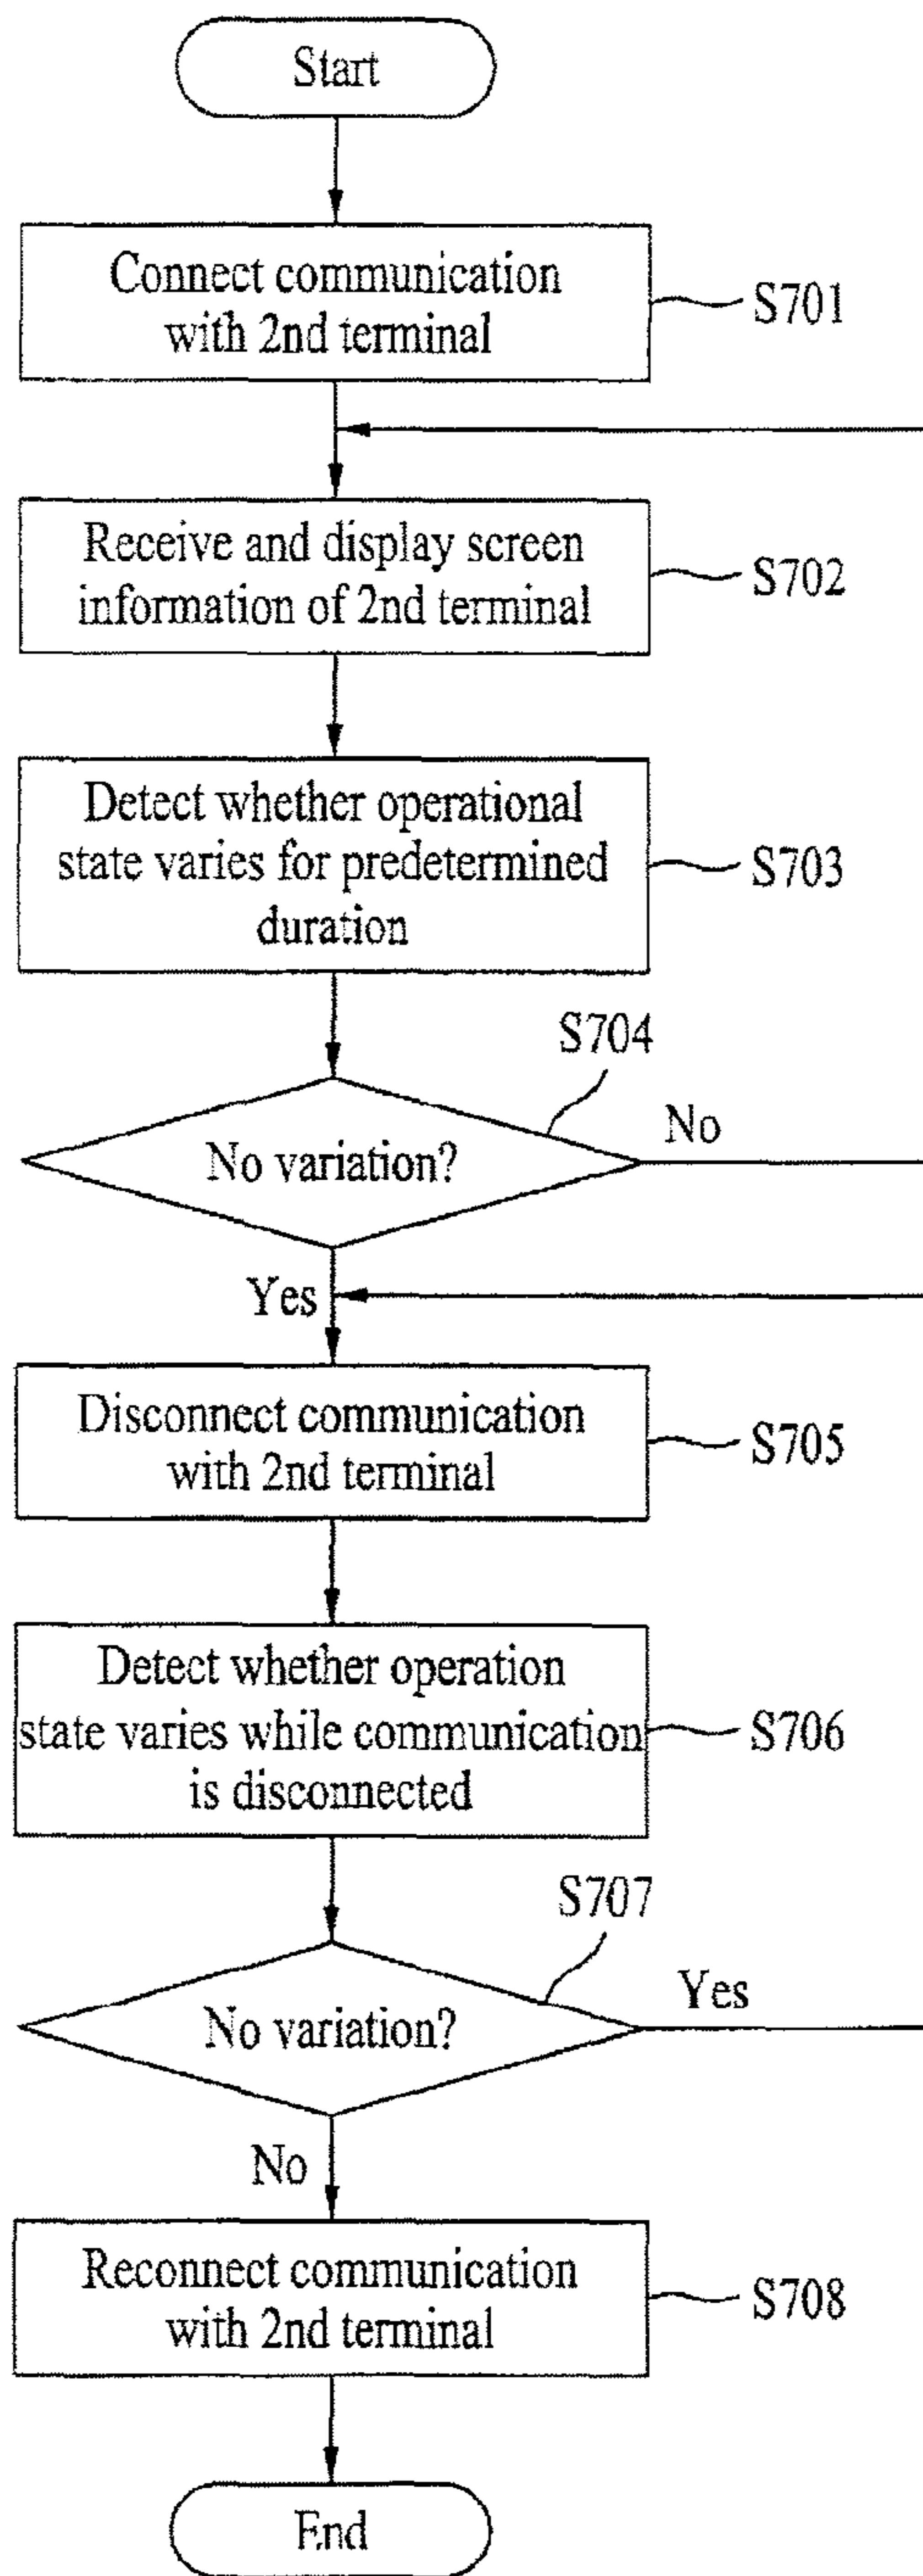 Start
Connect communication
with 2nd terminal
S701
Receive and display screen
information of 2nd terminal
S702
Detect whether operational
state varies for predetermined
duration
S703
S704
No variation?
No
Yes
Disconnect communication
with 2nd terminal
S705
Detect whether operation
state varies while communication
is disconnected
S706
S707
No variation?
Yes
No
Reconnect communication
with 2nd terminal
S708
End